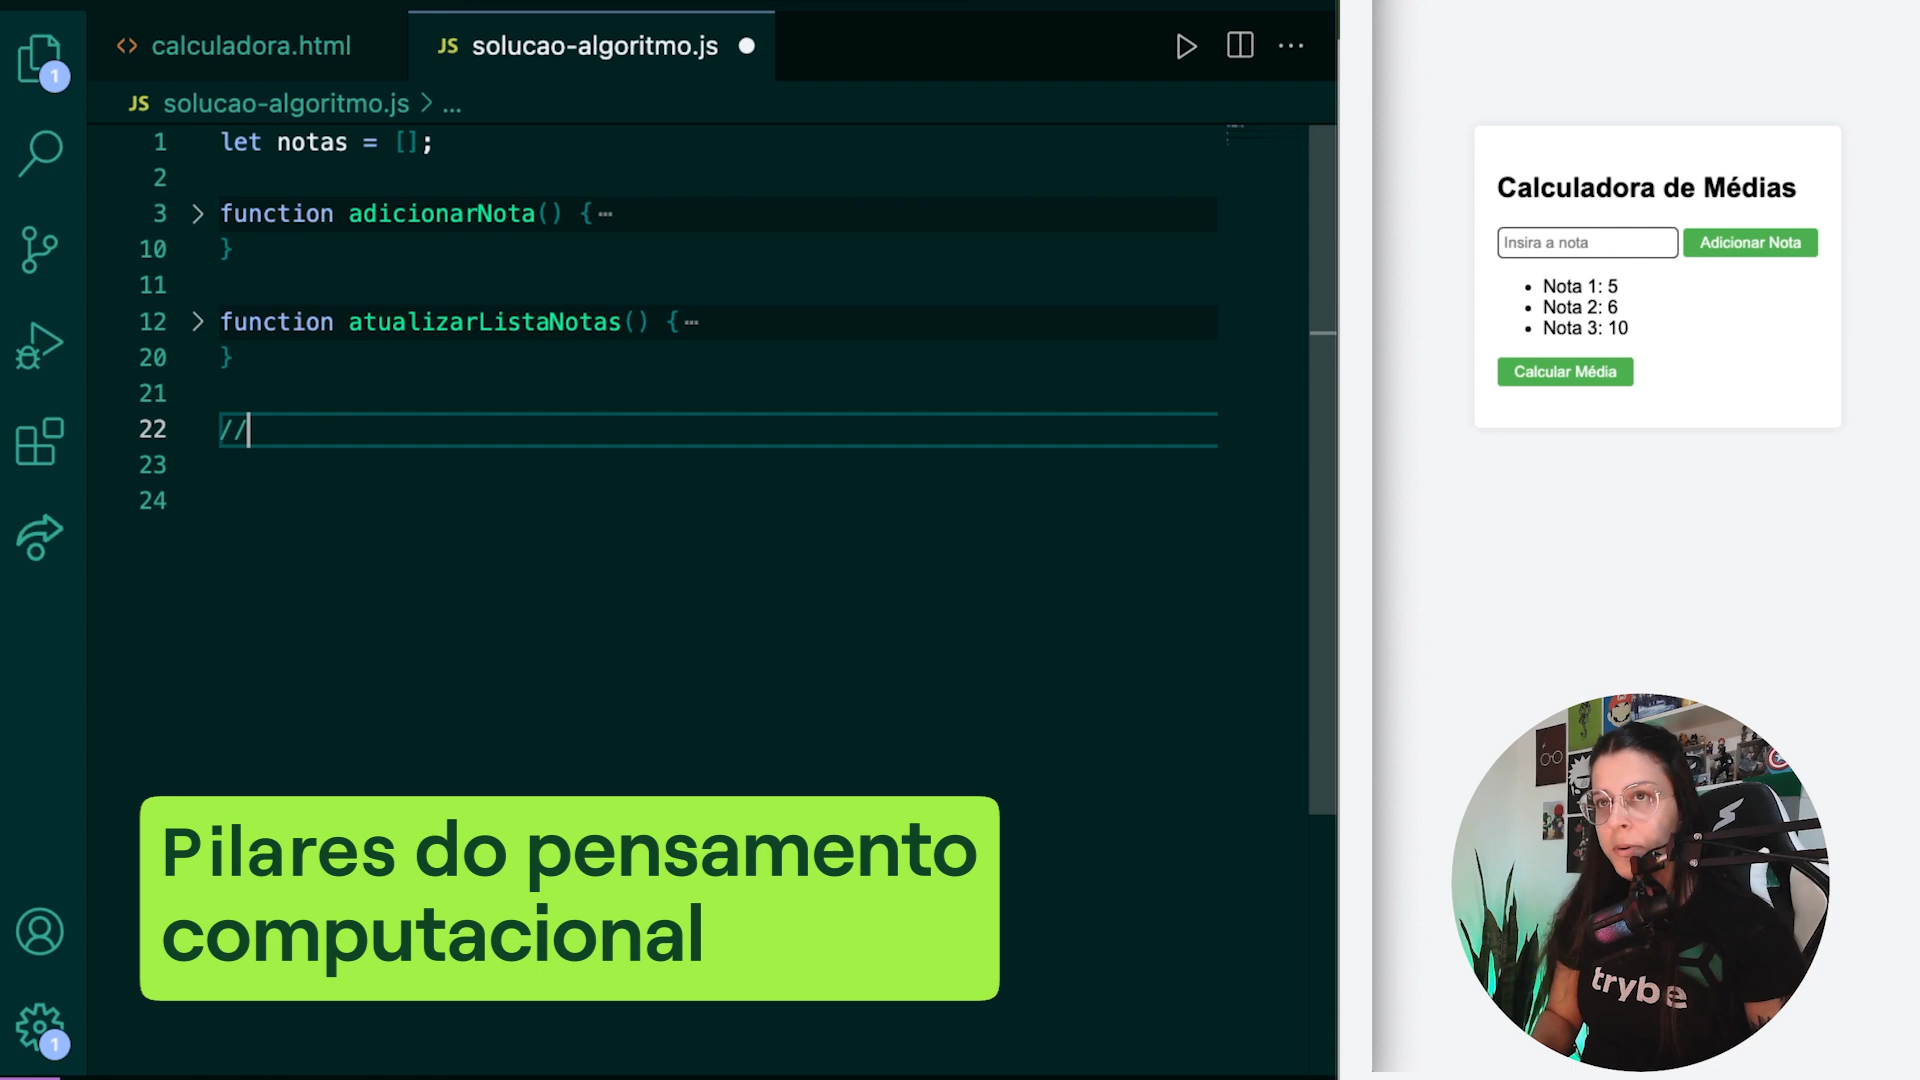 calculadora.html
JS solucao-algoritmo.js
JS solucao-algoritmo.js > ...
1 let notas = [];
2
3 function adicionarNota() { ⋯
10 }
11
12 function atualizarListaNotas() { ⋯
20 }
21
22 //
23
24
1
1
Calculadora de Médias
Insira a nota
Adicionar Nota
• Nota 1: 5
• Nota 2: 6
• Nota 3: 10
Calcular Média
Pilares do pensamento
computacional
trybe